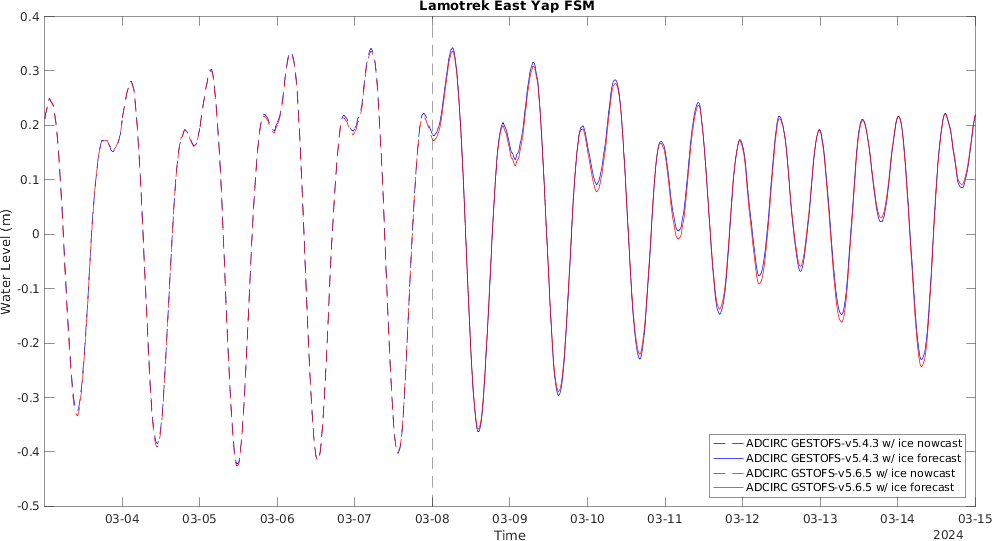 Lamotrek East Yap FSM
0.4
0.3
0.2
0.1
0
-0.1
-0.2
-0.3
-0.4
-0.5
Water Level (m)
ADCIRC GESTOFS-v5.4.3 w/ ice nowcast
ADCIRC GESTOFS-v5.4.3 w/ ice forecast
ADCIRC GSTOFS-v5.6.5 w/ ice nowcast
ADCIRC GSTOFS-v5.6.5 w/ ice forecast
03-04 03-05 03-06 03-07 03-08 03-09 03-10 03-11 03-12 03-13 03-14 03-15
Time
2024